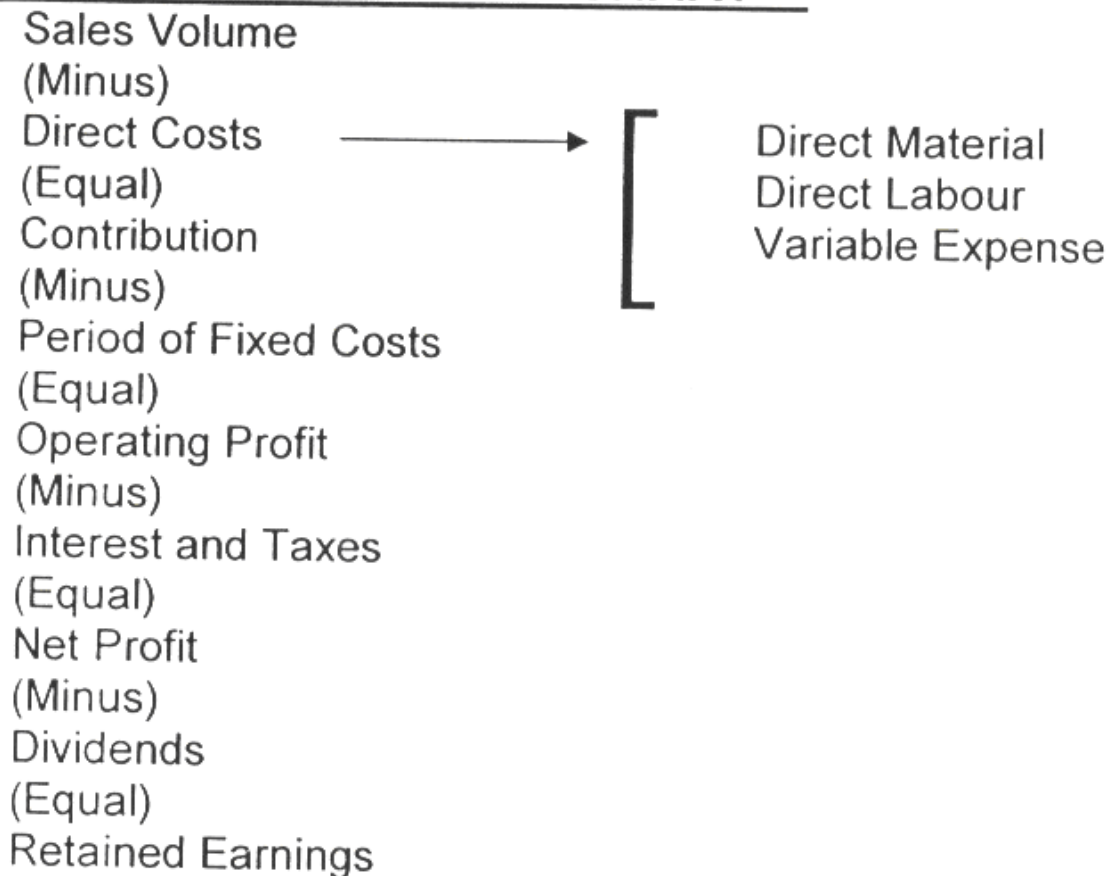 Sales Volume
(Minus)
Direct Costs
(Equal)
Contribution
(Minus)
Period of Fixed Costs
(Equal)
Operating Profit
(Minus)
Interest and Taxes
(Equal)
Net Profit
(Minus)
Dividends
(Equal)
Retained Earnings
Direct Material
Direct Labour
Variable Expense